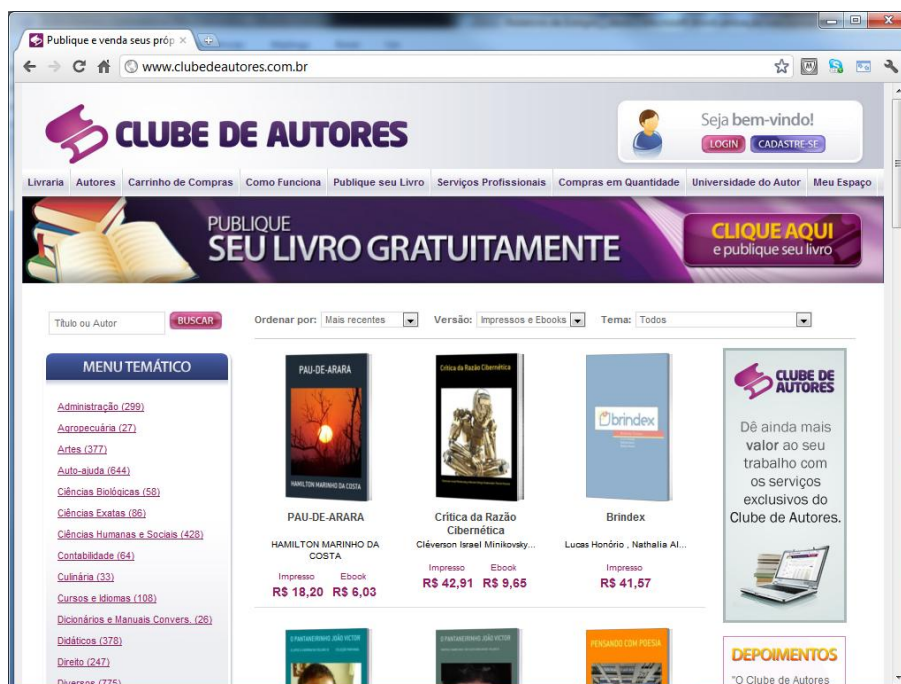 Publique e venda seus próp
www.clubedeautores.com.br
CLUBE DE AUTORES
Seja bem-vindo!
LOGIN CADASTRE-SE
Livraria Autores Carrinho de Compras Como Funciona Publique seu Livro Serviços Profissionais Compras em Quantidade Universidade do Autor Meu Espaço
PUBLIQUE
SEU LIVRO GRATUITAMENTE
CLIQUE AQUI
e publique seu livro
Título ou Autor BUSCAR Ordenar por: Mais recentes Versão: Impressos e Ebooks Tema: Todos
MENU TEMÁTICO
Administração (299)
Agropecuária (27)
Artes (377)
Auto-ajuda (644)
Ciências Biológicas (58)
Ciências Exatas (86)
Ciências Humanas e Sociais (428)
Contabilidade (64)
Culinária (33)
Cursos e Idiomas (108)
Dicionários e Manuais Convers. (26)
Didáticos (378)
Direito (247)
Diversos (775)
PAU-DE-ARARA
HAMILTON MARINHO DA COSTA
PAU-DE-ARARA
HAMILTON MARINHO DA
COSTA
Impresso Ebook
R$ 18,20 R$ 6,03
Crítica da Razão Cibernética
Crítica da Razão
Cibernética
Cléverson Israel Minikovsky...
Impresso Ebook
R$ 42,91 R$ 9,65
brindex
Brindex
Lucas Honório , Nathalia Al...
Impresso
R$ 41,57
O PANTANEIRINHO JOÃO VICTOR
O PANTANEIRINHO JOÃO VICTOR
PENSANDO COM POESIA
CLUBE DE
AUTORES
Dê ainda mais
valor ao seu
trabalho com
os serviços
exclusivos do
Clube de Autores.
DEPOIMENTOS
"O Clube de Autores